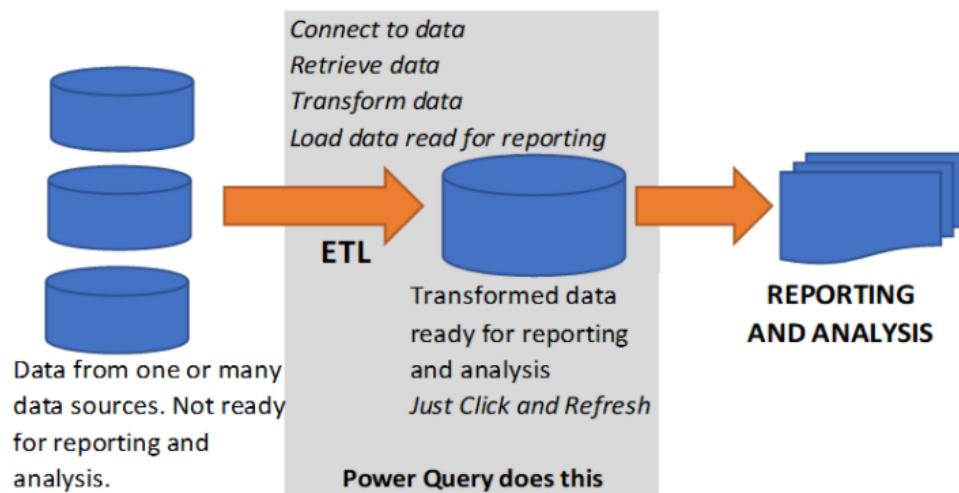 Connect to data
Retrieve data
Transform data
Load data read for reporting
ETL
Data from one or many
data sources. Not ready
for reporting and
analysis.
Transformed data
ready for reporting
and analysis
Just Click and Refresh
Power Query does this
REPORTING
AND ANALYSIS